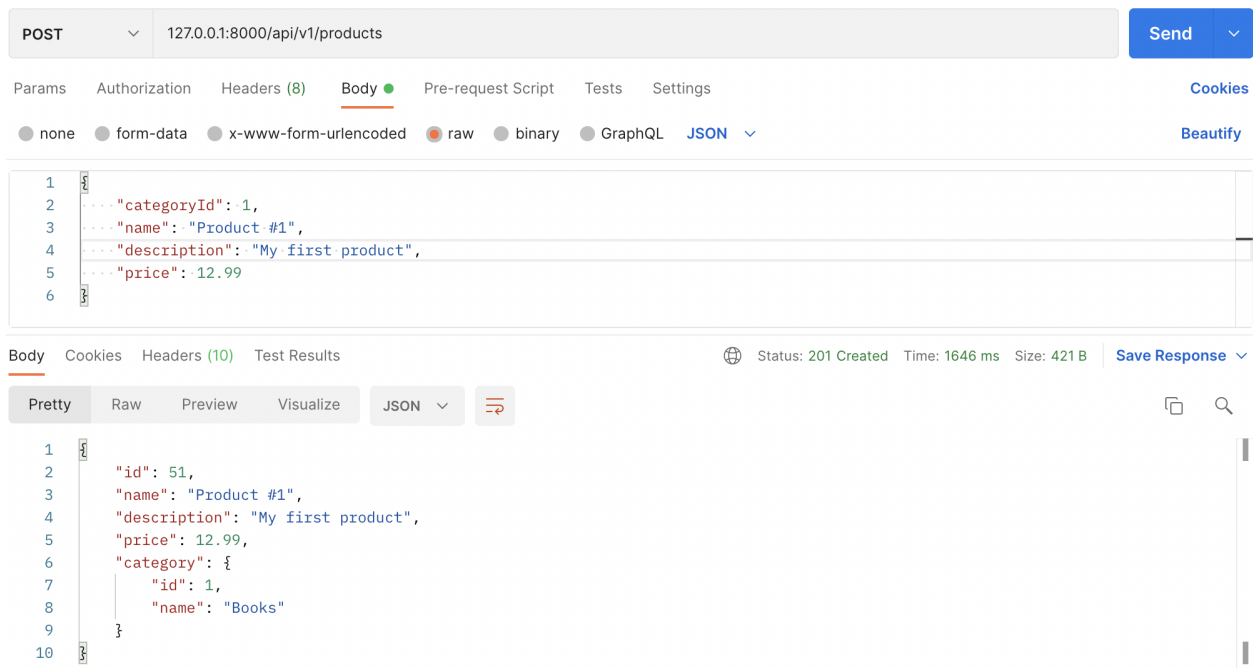 POST 127.0.0.1:8000/api/v1/products Send
Params Authorization Headers (8) Body Pre-request Script Tests Settings Cookies
none form-data x-www-form-urlencoded raw binary GraphQL JSON Beautify
1 {
2 "categoryId": 1,
3 "name": "Product #1",
4 "description": "My first product",
5 "price": 12.99
6 }
Body Cookies Headers (10) Test Results Status: 201 Created Time: 1646 ms Size: 421 B Save Response
Pretty Raw Preview Visualize JSON
1 {
2 "id": 51,
3 "name": "Product #1",
4 "description": "My first product",
5 "price": 12.99,
6 "category": {
7 "id": 1,
8 "name": "Books"
9 }
10 }